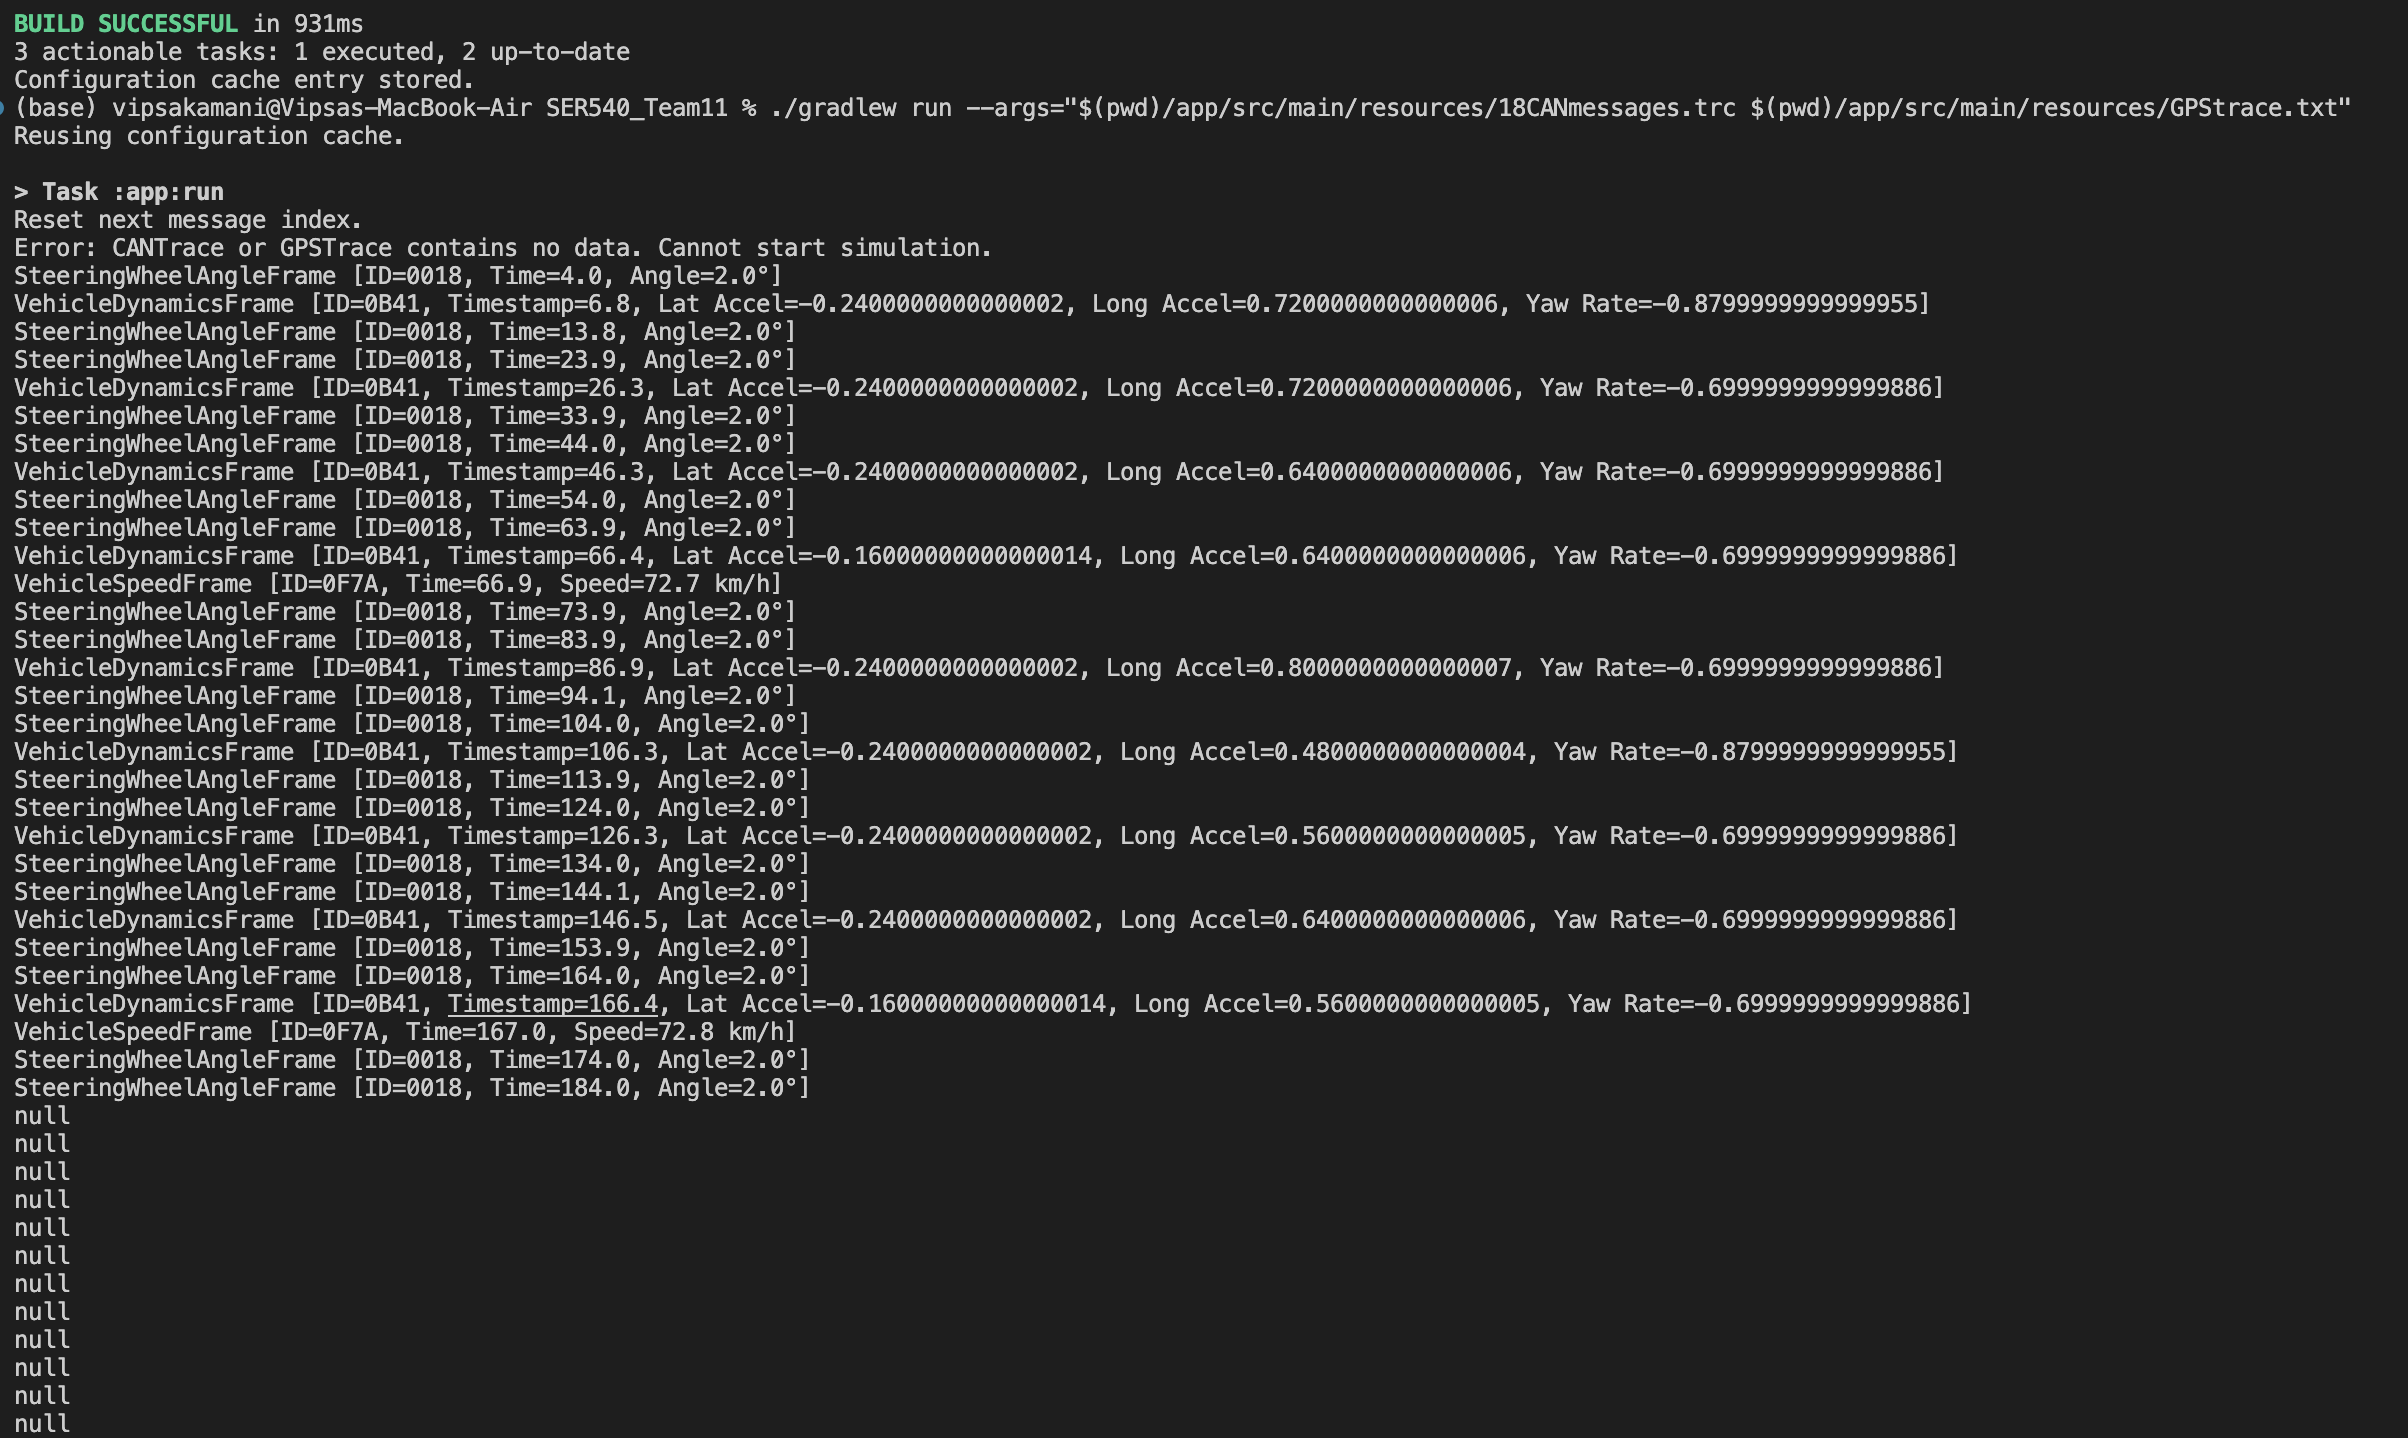 BUILD SUCCESSFUL in 931ms
3 actionable tasks: 1 executed, 2 up-to-date
Configuration cache entry stored.
(base) vipsakamani@Vipsas-MacBook-Air SER540_Team11 % ./gradlew run --args="$(pwd)/app/src/main/resources/18CANmessages.trc $(pwd)/app/src/main/resources/GPStrace.txt"
Reusing configuration cache.
> Task :app:run
Reset next message index.
Error: CANTrace or GPSTrace contains no data. Cannot start simulation.
SteeringWheelAngleFrame [ID=0018, Time=4.0, Angle=2.0°]
VehicleDynamicsFrame [ID=0B41, Timestamp=6.8, Lat Accel=-0.2400000000000002, Long Accel=0.7200000000000006, Yaw Rate=-0.8799999999999955]
SteeringWheelAngleFrame [ID=0018, Time=13.8, Angle=2.0°]
SteeringWheelAngleFrame [ID=0018, Time=23.9, Angle=2.0°]
VehicleDynamicsFrame [ID=0B41, Timestamp=26.3, Lat Accel=-0.2400000000000002, Long Accel=0.7200000000000006, Yaw Rate=-0.6999999999999886]
SteeringWheelAngleFrame [ID=0018, Time=33.9, Angle=2.0°]
SteeringWheelAngleFrame [ID=0018, Time=44.0, Angle=2.0°]
VehicleDynamicsFrame [ID=0B41, Timestamp=46.3, Lat Accel=-0.2400000000000002, Long Accel=0.6400000000000006, Yaw Rate=-0.6999999999999886]
SteeringWheelAngleFrame [ID=0018, Time=54.0, Angle=2.0°]
SteeringWheelAngleFrame [ID=0018, Time=63.9, Angle=2.0°]
VehicleDynamicsFrame [ID=0B41, Timestamp=66.4, Lat Accel=-0.16000000000000014, Long Accel=0.6400000000000006, Yaw Rate=-0.6999999999999886]
VehicleSpeedFrame [ID=0F7A, Time=66.9, Speed=72.7 km/h]
SteeringWheelAngleFrame [ID=0018, Time=73.9, Angle=2.0°]
SteeringWheelAngleFrame [ID=0018, Time=83.9, Angle=2.0°]
VehicleDynamicsFrame [ID=0B41, Timestamp=86.9, Lat Accel=-0.2400000000000002, Long Accel=0.8000000000000007, Yaw Rate=-0.6999999999999886]
SteeringWheelAngleFrame [ID=0018, Time=94.1, Angle=2.0°]
SteeringWheelAngleFrame [ID=0018, Time=104.0, Angle=2.0°]
VehicleDynamicsFrame [ID=0B41, Timestamp=106.3, Lat Accel=-0.2400000000000002, Long Accel=0.4800000000000004, Yaw Rate=-0.8799999999999955]
SteeringWheelAngleFrame [ID=0018, Time=113.9, Angle=2.0°]
SteeringWheelAngleFrame [ID=0018, Time=124.0, Angle=2.0°]
VehicleDynamicsFrame [ID=0B41, Timestamp=126.3, Lat Accel=-0.2400000000000002, Long Accel=0.5600000000000005, Yaw Rate=-0.6999999999999886]
SteeringWheelAngleFrame [ID=0018, Time=134.0, Angle=2.0°]
SteeringWheelAngleFrame [ID=0018, Time=144.1, Angle=2.0°]
VehicleDynamicsFrame [ID=0B41, Timestamp=146.5, Lat Accel=-0.2400000000000002, Long Accel=0.6400000000000006, Yaw Rate=-0.6999999999999886]
SteeringWheelAngleFrame [ID=0018, Time=153.9, Angle=2.0°]
SteeringWheelAngleFrame [ID=0018, Time=164.0, Angle=2.0°]
VehicleDynamicsFrame [ID=0B41, Timestamp=166.4, Lat Accel=-0.16000000000000014, Long Accel=0.5600000000000005, Yaw Rate=-0.6999999999999886]
VehicleSpeedFrame [ID=0F7A, Time=167.0, Speed=72.8 km/h]
SteeringWheelAngleFrame [ID=0018, Time=174.0, Angle=2.0°]
SteeringWheelAngleFrame [ID=0018, Time=184.0, Angle=2.0°]
null
null
null
null
null
null
null
null
null
null
null
null